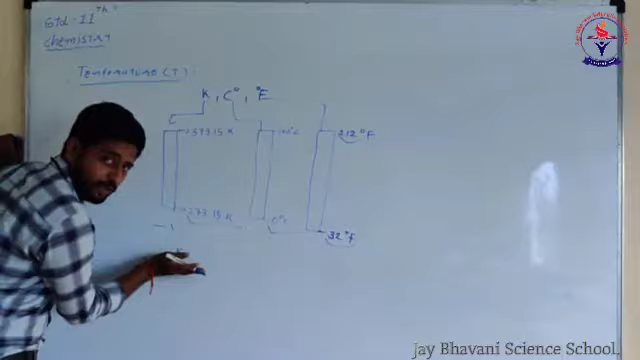 Std-11th
Chemistry
Temperature (T) :
K, C°, °F
373.15 K
100°C
212°F
273.15 K
0°C
32°F
Jay Bhavani Science School.